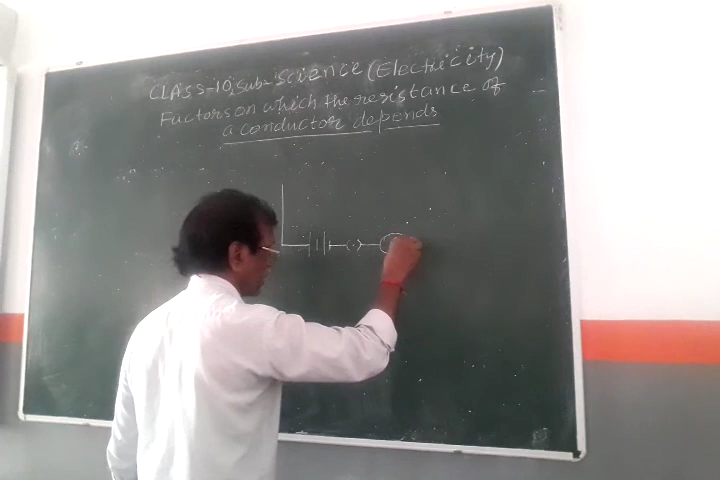 CLASS-10, Sub- Science (Electricity)
Factors on which the resistance of
a conductor depends